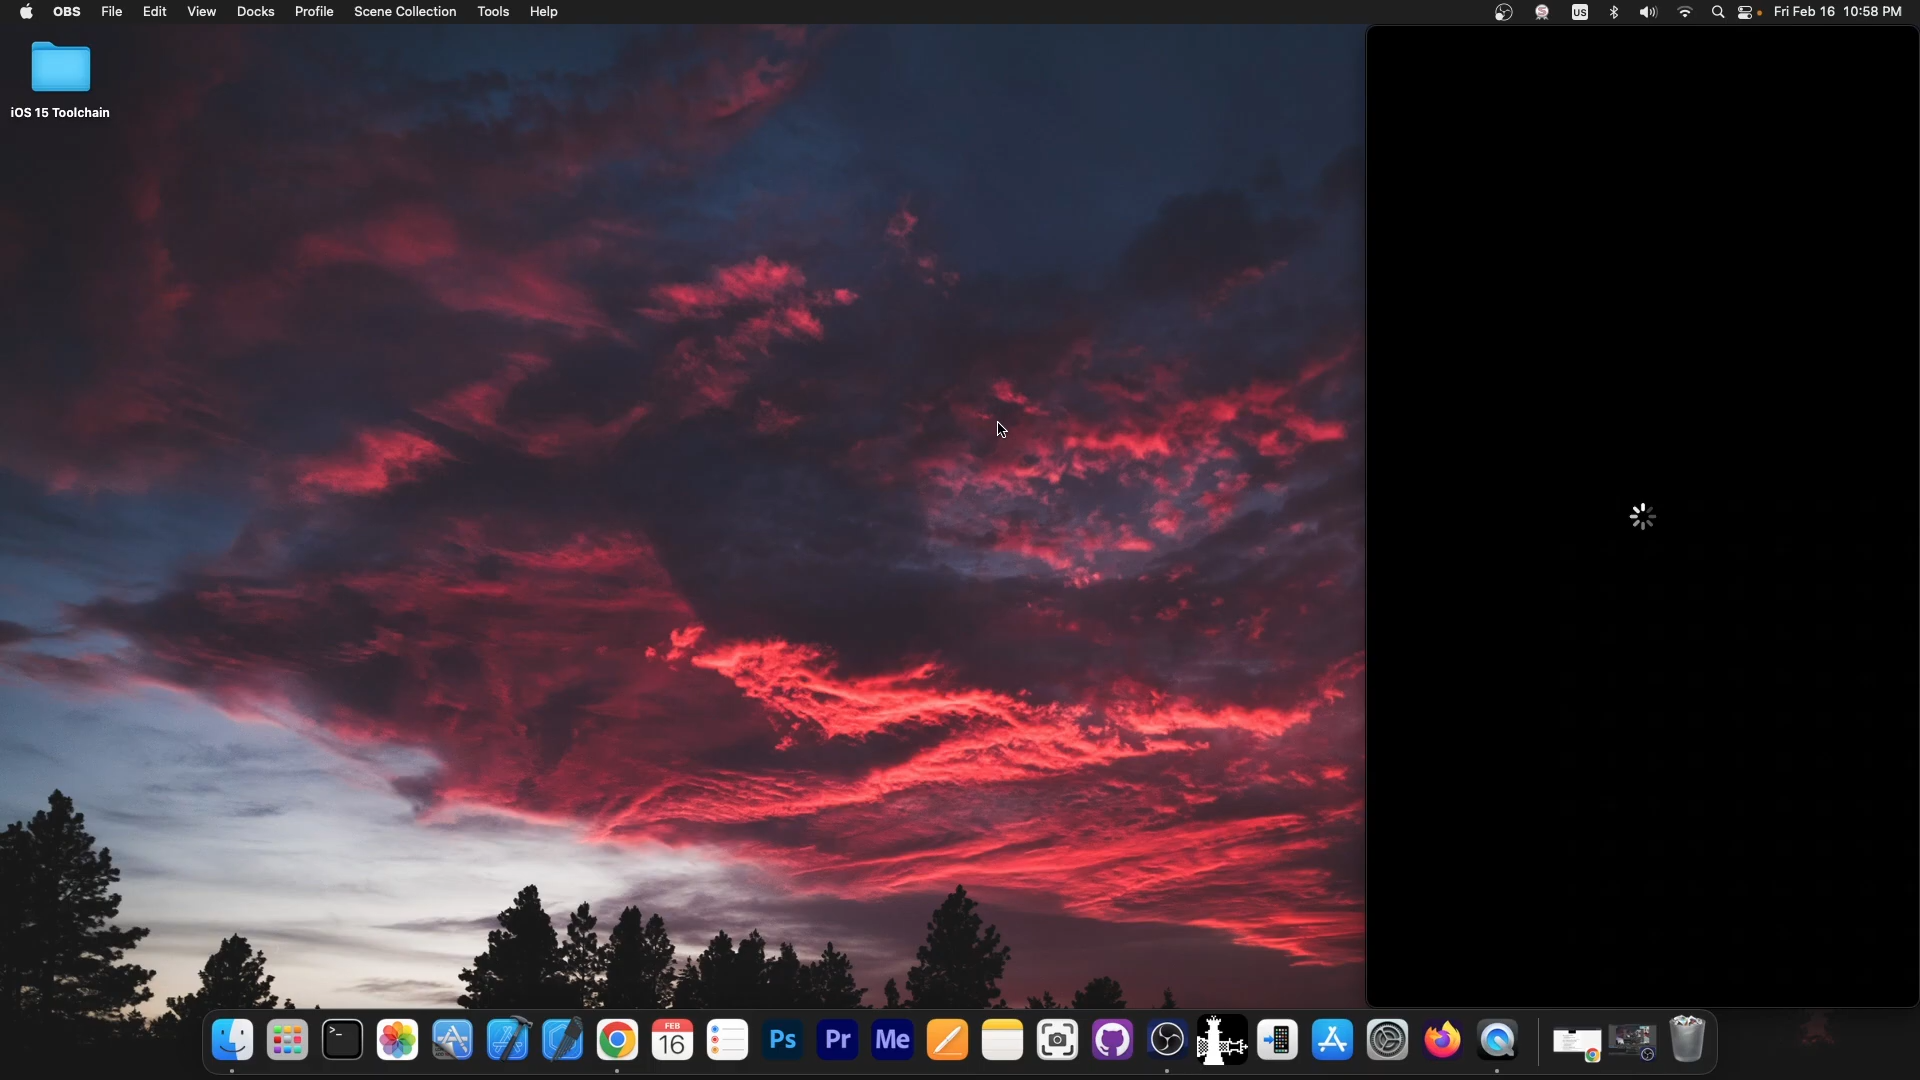 OBS File Edit View Docks Profile Scene Collection Tools Help
US Fri Feb 16 10:58 PM
iOS 15 Toolchain
>_
FEB
16
Ps
Pr
Me